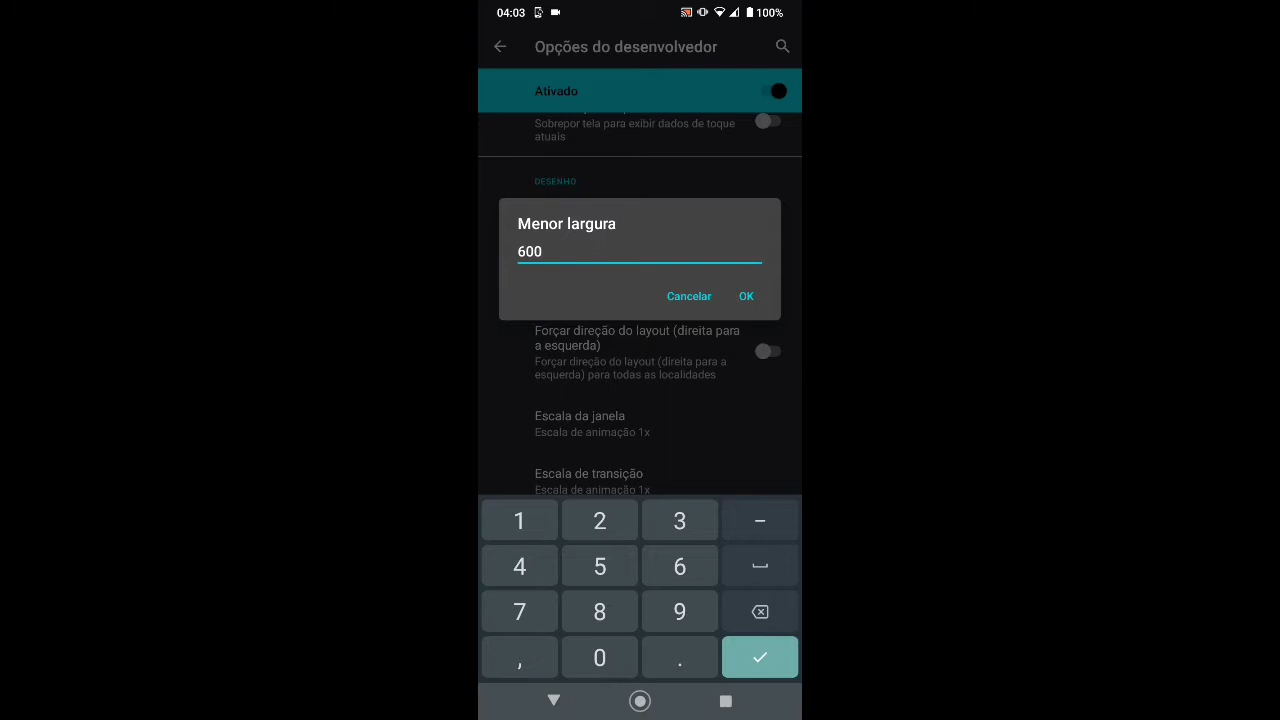 04:03
100%
Opções do desenvolvedor
Ativado
Sobrepor tela para exibir dados de toque
atuais
DESENHO
Menor largura
600
Cancelar
OK
Forçar direção do layout (direita para
a esquerda)
Forçar direção do layout (direita para a
esquerda) para todas as localidades
Escala da janela
Escala de animação 1x
Escala de transição
Escala de animação 1x
1 2 3 –
4 5 6
7 8 9
, 0 .